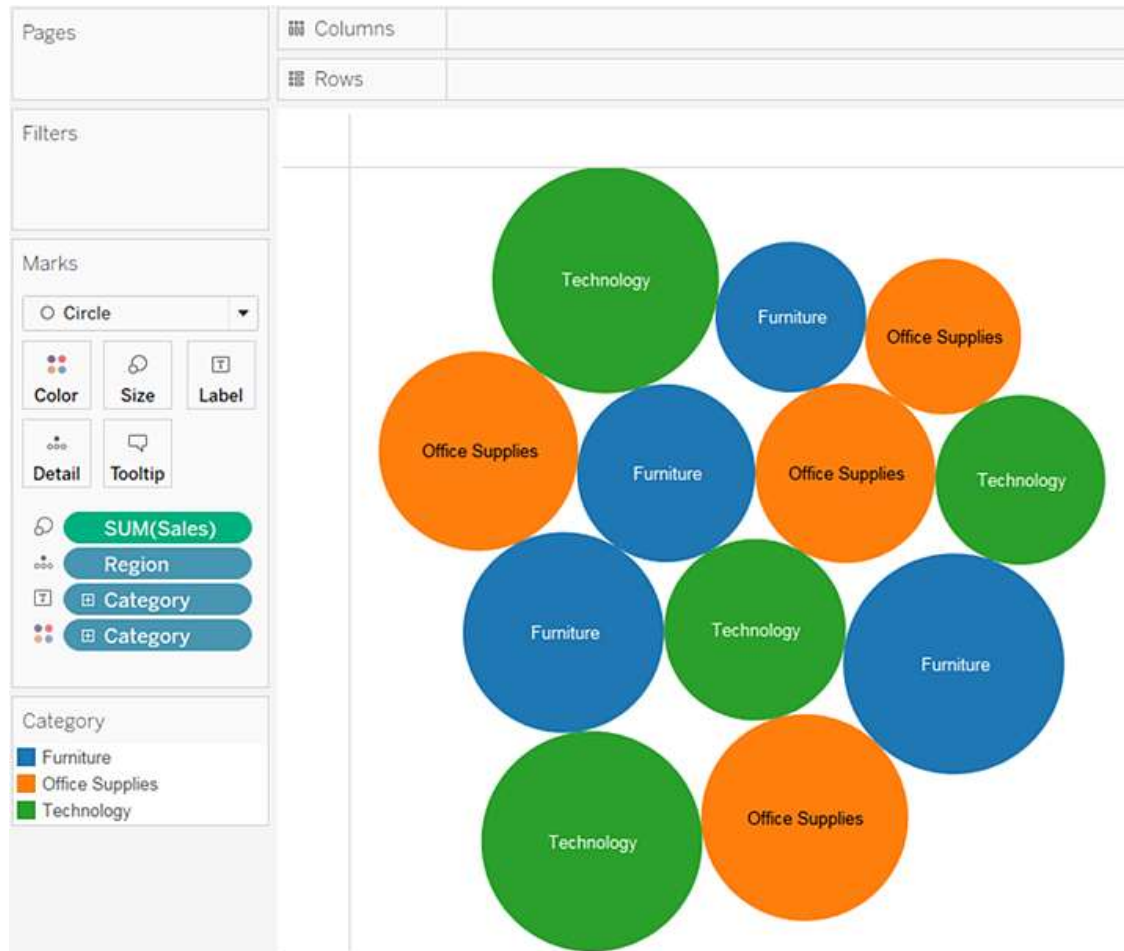 Pages
Columns
Rows
Filters
Marks
Circle
Color
Size
Label
Detail
Tooltip
SUM(Sales)
Region
Category
Category
Category
Furniture
Office Supplies
Technology
Technology
Furniture
Office Supplies
Office Supplies
Furniture
Office Supplies
Technology
Furniture
Technology
Furniture
Technology
Office Supplies